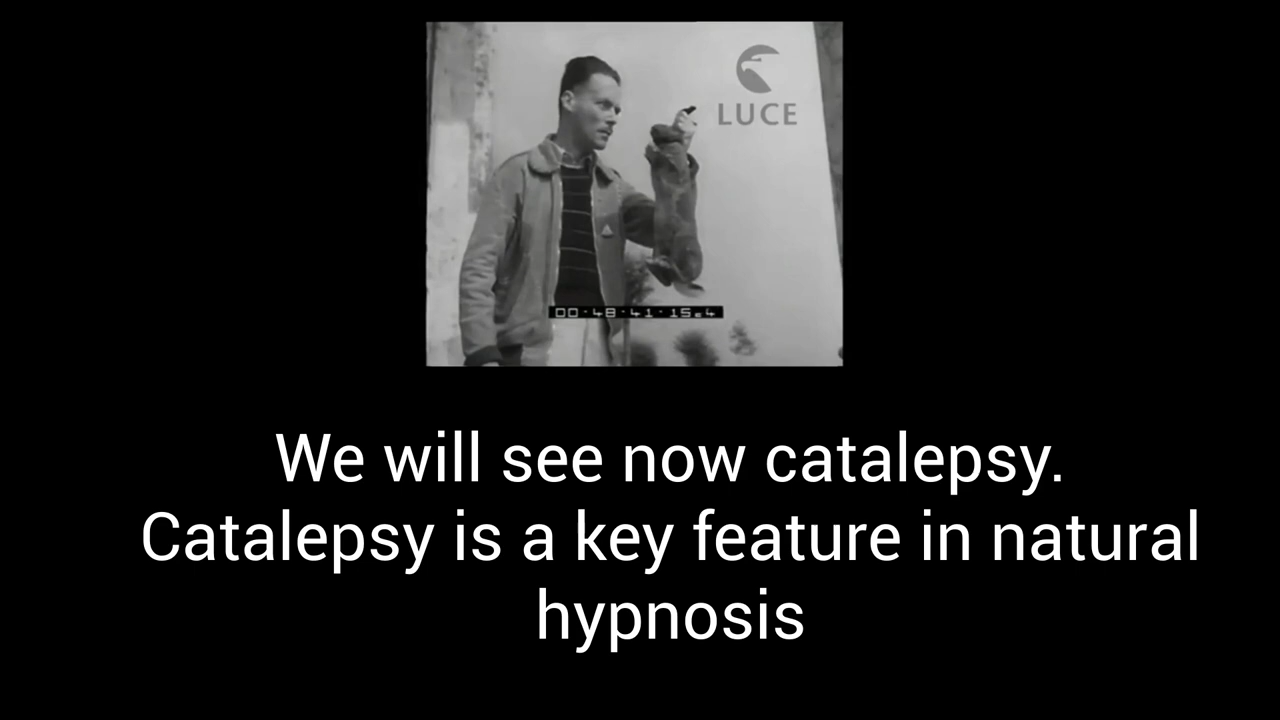 LUCE
00·48·41·15
We will see now catalepsy.
Catalepsy is a key feature in natural
hypnosis